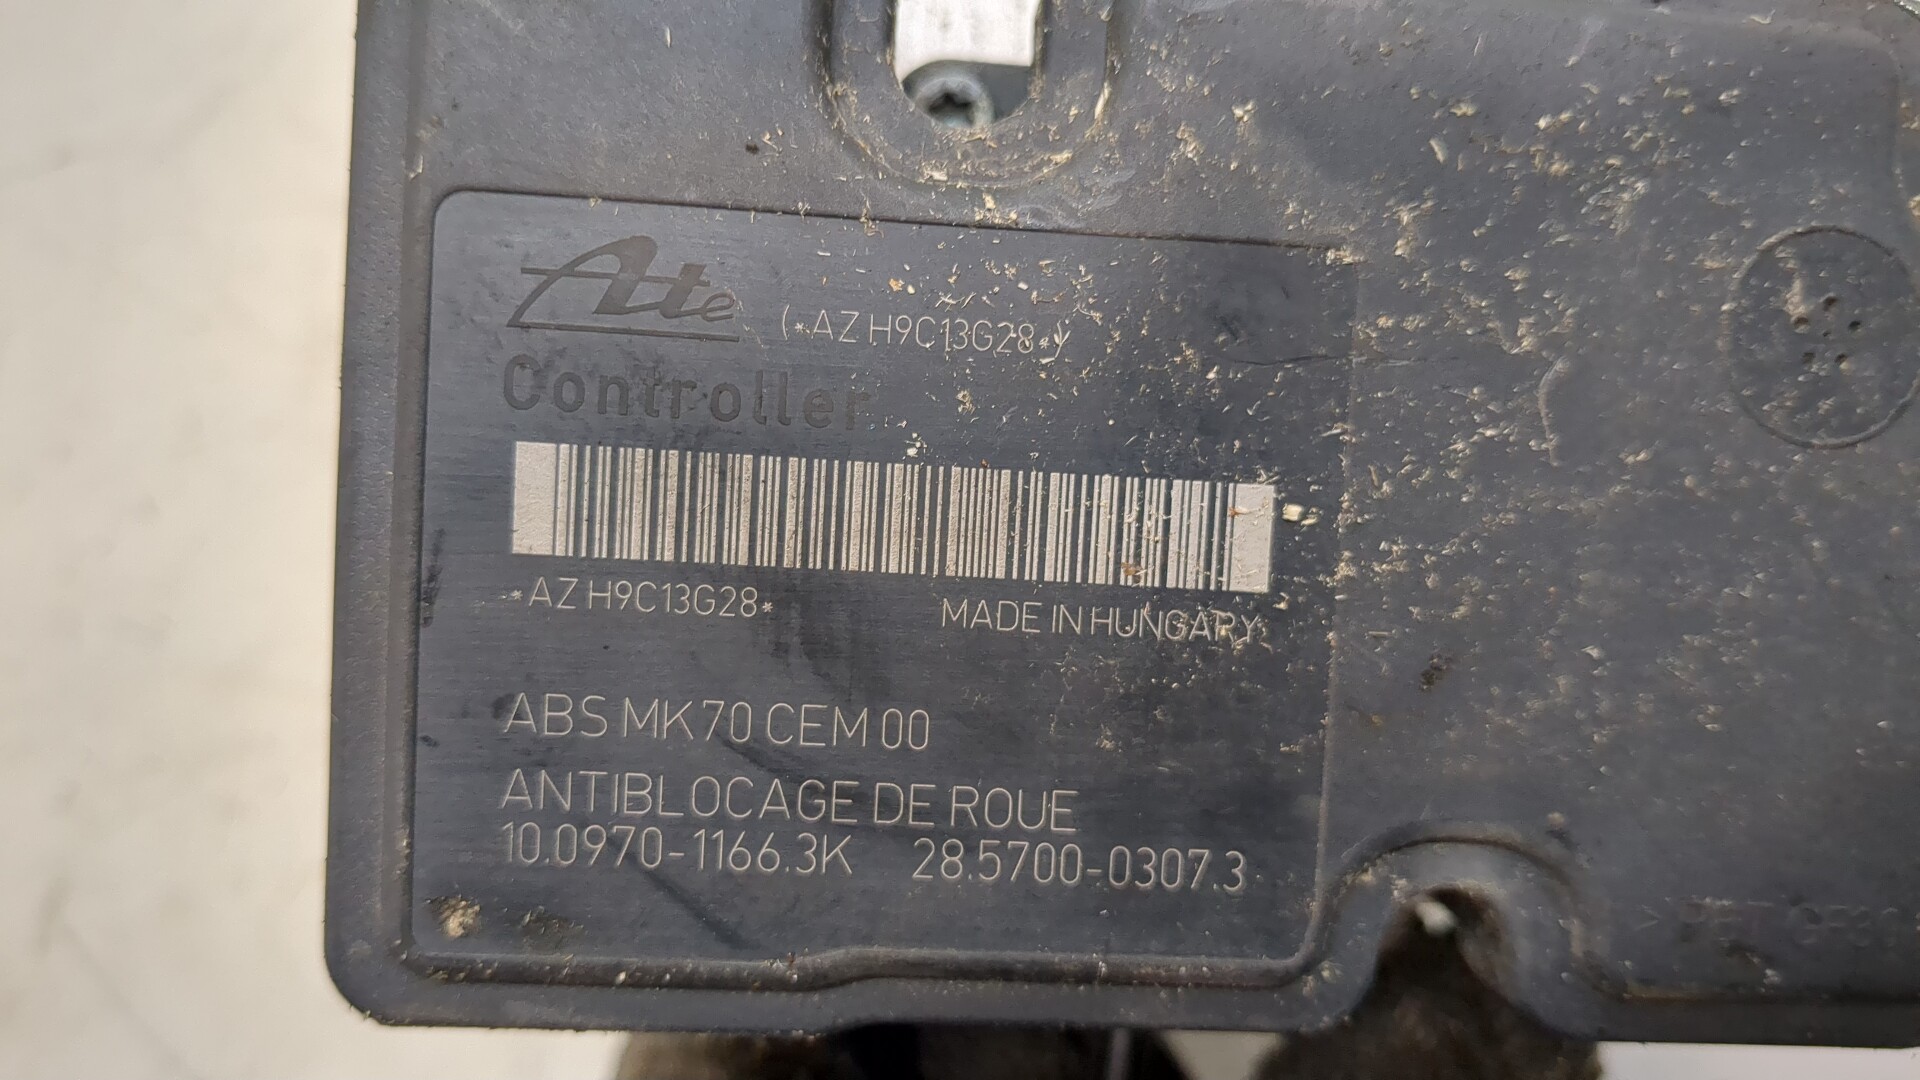 Ate (*AZ H9C13G28*)
Controller
*AZ H9C13G28*
MADE IN HUNGARY
ABS MK70 CEM 00
ANTIBLOCAGE DE ROUE
10.0970-1166.3K 28.5700-0307.3